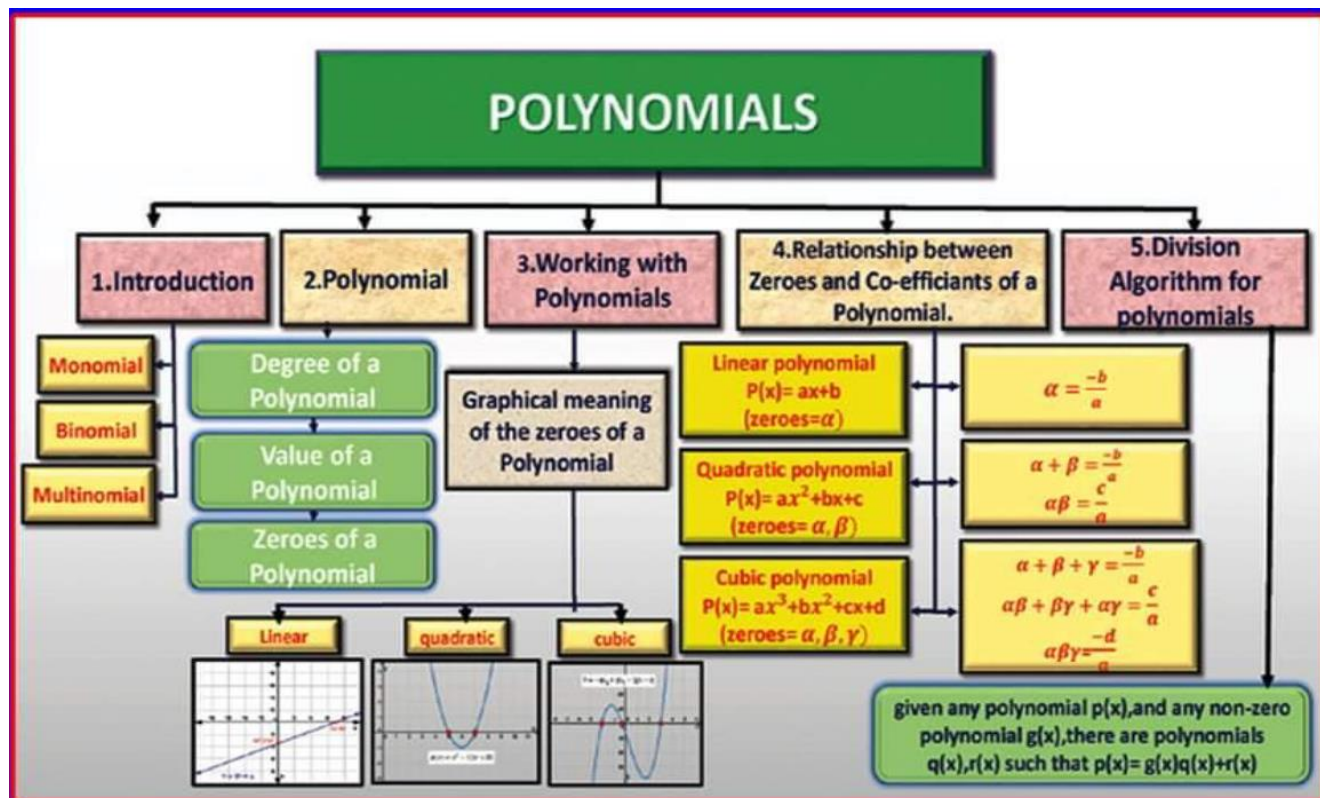 POLYNOMIALS
1.Introduction
Monomial
Binomial
Multinomial
2.Polynomial
Degree of a
Polynomial
Value of a
Polynomial
Zeroes of a
Polynomial
3.Working with
Polynomials
Graphical meaning
of the zeroes of a
Polynomial
Linear
quadratic
cubic
4.Relationship between
Zeroes and Co-efficiants of a
Polynomial.
Linear polynomial
P(x)= ax+b
(zeroes=α)
α = -b/a
Quadratic polynomial
P(x)= ax²+bx+c
(zeroes= α, β)
α + β = -b/a
αβ = c/a
Cubic polynomial
P(x)= ax³+bx²+cx+d
(zeroes= α, β, γ)
α + β + γ = -b/a
αβ + βγ + αγ = c/a
αβγ= -d/a
5.Division
Algorithm for
polynomials
given any polynomial p(x),and any non-zero
polynomial g(x),there are polynomials
q(x),r(x) such that p(x)= g(x)q(x)+r(x)